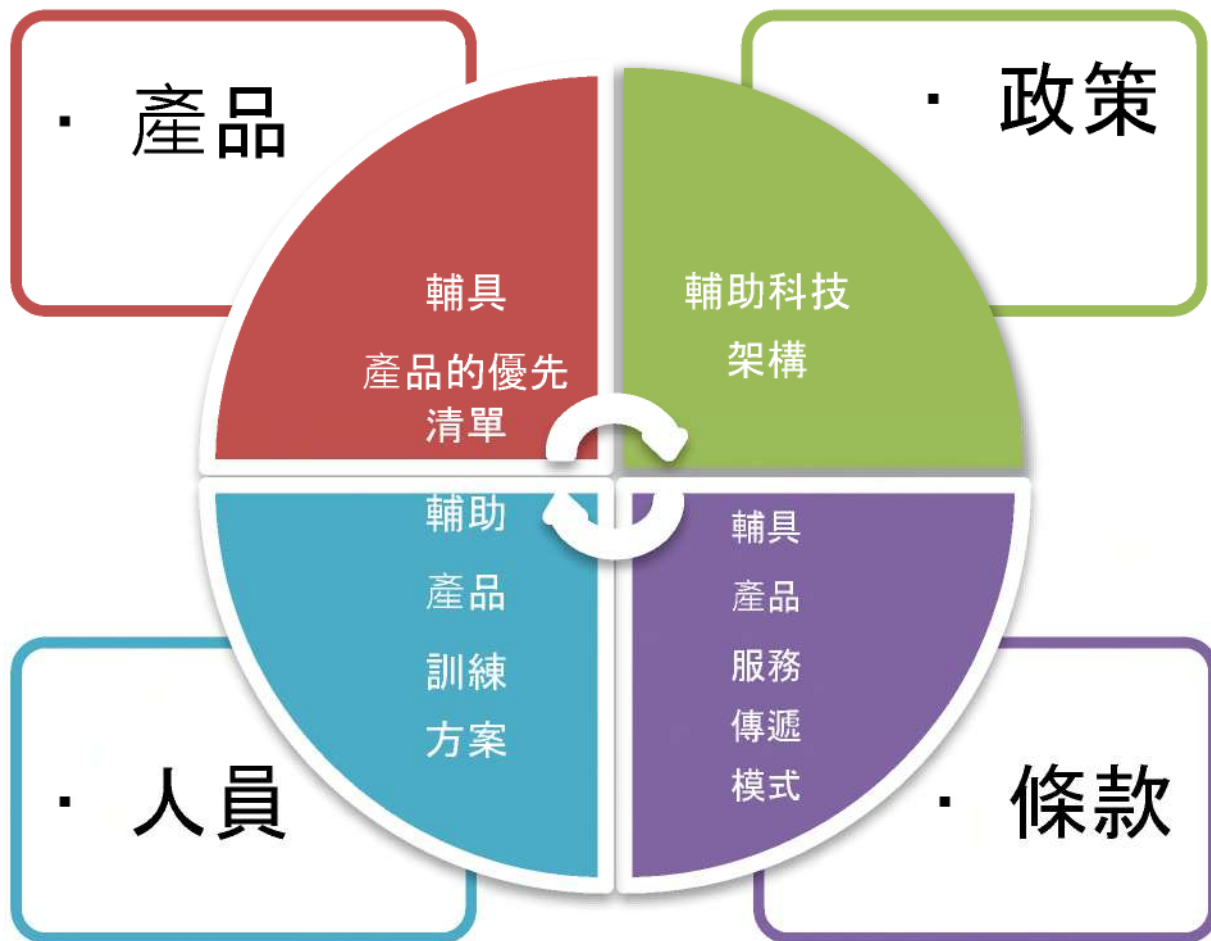 · 產品
· 政策
輔具
產品的優先
清單
輔助科技
架構
輔助
產品
訓練
方案
輔具
產品
服務
傳遞
模式
· 人員
· 條款